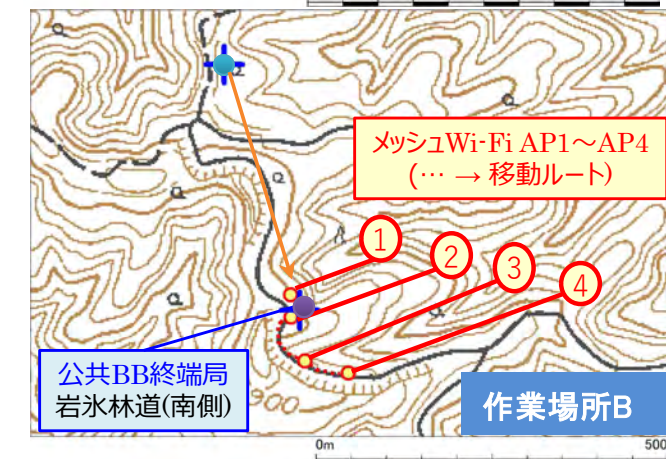 メッシュWi-Fi AP1～AP4
(… → 移動ルート)
1
2
3
4
公共BB終端局
岩氷林道(南側)
900
作業場所B
0m
500